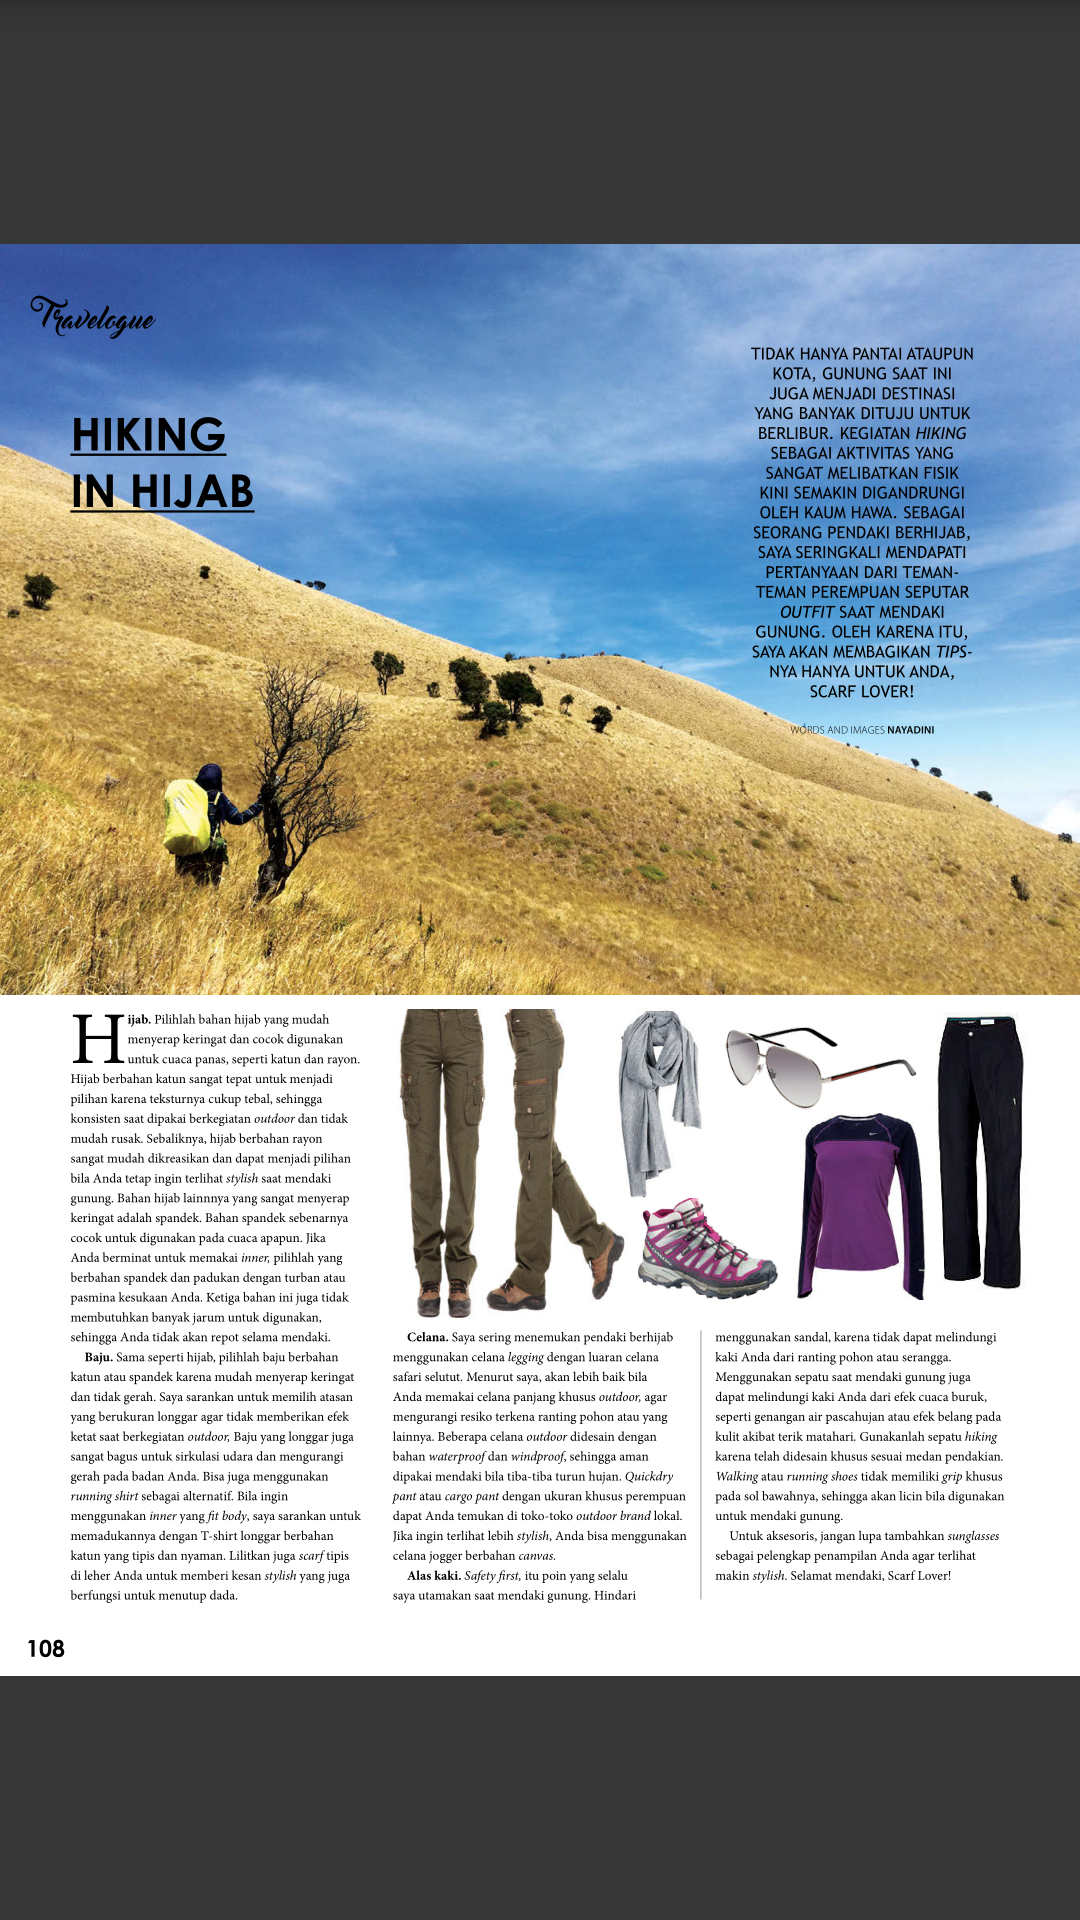 Travelogue
HIKING
IN HIJAB
TIDAK HANYA PANTAI ATAUPUN
KOTA, GUNUNG SAAT INI
JUGA MENJADI DESTINASI
YANG BANYAK DITUJU UNTUK
BERLIBUR. KEGIATAN HIKING
SEBAGAI AKTIVITAS YANG
SANGAT MELIBATKAN FISIK
KINI SEMAKIN DIGANDRUNGI
OLEH KAUM HAWA. SEBAGAI
SEORANG PENDAKI BERHIJAB,
SAYA SERINGKALI MENDAPATI
PERTANYAAN DARI TEMAN-
TEMAN PEREMPUAN SEPUTAR
OUTFIT SAAT MENDAKI
GUNUNG. OLEH KARENA ITU,
SAYA AKAN MEMBAGIKAN TIPS-
NYA HANYA UNTUK ANDA,
SCARF LOVER!
WORDS AND IMAGES NAYADINI
Hijab. Pilihlah bahan hijab yang mudah
menyerap keringat dan cocok digunakan
untuk cuaca panas, seperti katun dan rayon.
Hijab berbahan katun sangat tepat untuk menjadi
pilihan karena teksturnya cukup tebal, sehingga
konsisten saat dipakai berkegiatan outdoor dan tidak
mudah rusak. Sebaliknya, hijab berbahan rayon
sangat mudah dikreasikan dan dapat menjadi pilihan
bila Anda tetap ingin terlihat stylish saat mendaki
gunung. Bahan hijab lainnnya yang sangat menyerap
keringat adalah spandek. Bahan spandek sebenarnya
cocok untuk digunakan pada cuaca apapun. Jika
Anda berminat untuk memakai inner, pilihlah yang
berbahan spandek dan padukan dengan turban atau
pasmina kesukaan Anda. Ketiga bahan ini juga tidak
membutuhkan banyak jarum untuk digunakan,
sehingga Anda tidak akan repot selama mendaki.
Baju. Sama seperti hijab, pilihlah baju berbahan
katun atau spandek karena mudah menyerap keringat
dan tidak gerah. Saya sarankan untuk memilih atasan
yang berukuran longgar agar tidak memberikan efek
ketat saat berkegiatan outdoor, Baju yang longgar juga
sangat bagus untuk sirkulasi udara dan mengurangi
gerah pada badan Anda. Bisa juga menggunakan
running shirt sebagai alternatif. Bila ingin
menggunakan inner yang fit body, saya sarankan untuk
memadukannya dengan T-shirt longgar berbahan
katun yang tipis dan nyaman. Lilitkan juga scarf tipis
di leher Anda untuk memberi kesan stylish yang juga
berfungsi untuk menutup dada.
Celana. Saya sering menemukan pendaki berhijab
menggunakan celana legging dengan luaran celana
safari selutut. Menurut saya, akan lebih baik bila
Anda memakai celana panjang khusus outdoor, agar
mengurangi resiko terkena ranting pohon atau yang
lainnya. Beberapa celana outdoor didesain dengan
bahan waterproof dan windproof, sehingga aman
dipakai mendaki bila tiba-tiba turun hujan. Quickdry
pant atau cargo pant dengan ukuran khusus perempuan
dapat Anda temukan di toko-toko outdoor brand lokal.
Jika ingin terlihat lebih stylish, Anda bisa menggunakan
celana jogger berbahan canvas.
Alas kaki. Safety first, itu poin yang selalu
saya utamakan saat mendaki gunung. Hindari
menggunakan sandal, karena tidak dapat melindungi
kaki Anda dari ranting pohon atau serangga.
Menggunakan sepatu saat mendaki gunung juga
dapat melindungi kaki Anda dari efek cuaca buruk,
seperti genangan air pascahujan atau efek belang pada
kulit akibat terik matahari. Gunakanlah sepatu hiking
karena telah didesain khusus sesuai medan pendakian.
Walking atau running shoes tidak memiliki grip khusus
pada sol bawahnya, sehingga akan licin bila digunakan
untuk mendaki gunung.
Untuk aksesoris, jangan lupa tambahkan sunglasses
sebagai pelengkap penampilan Anda agar terlihat
makin stylish. Selamat mendaki, Scarf Lover!
108